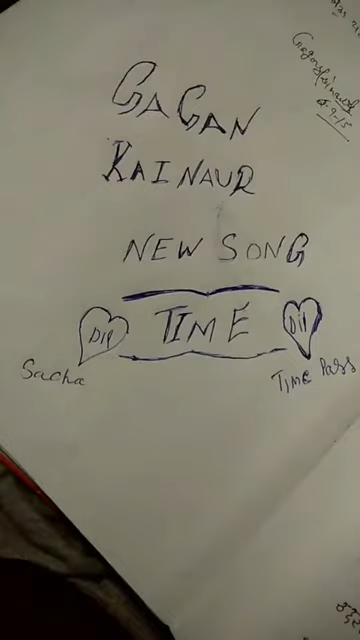 GAGAN
KAINAUR
NEW SONG
Dil TIME Dil
Sacha
TIME Pass